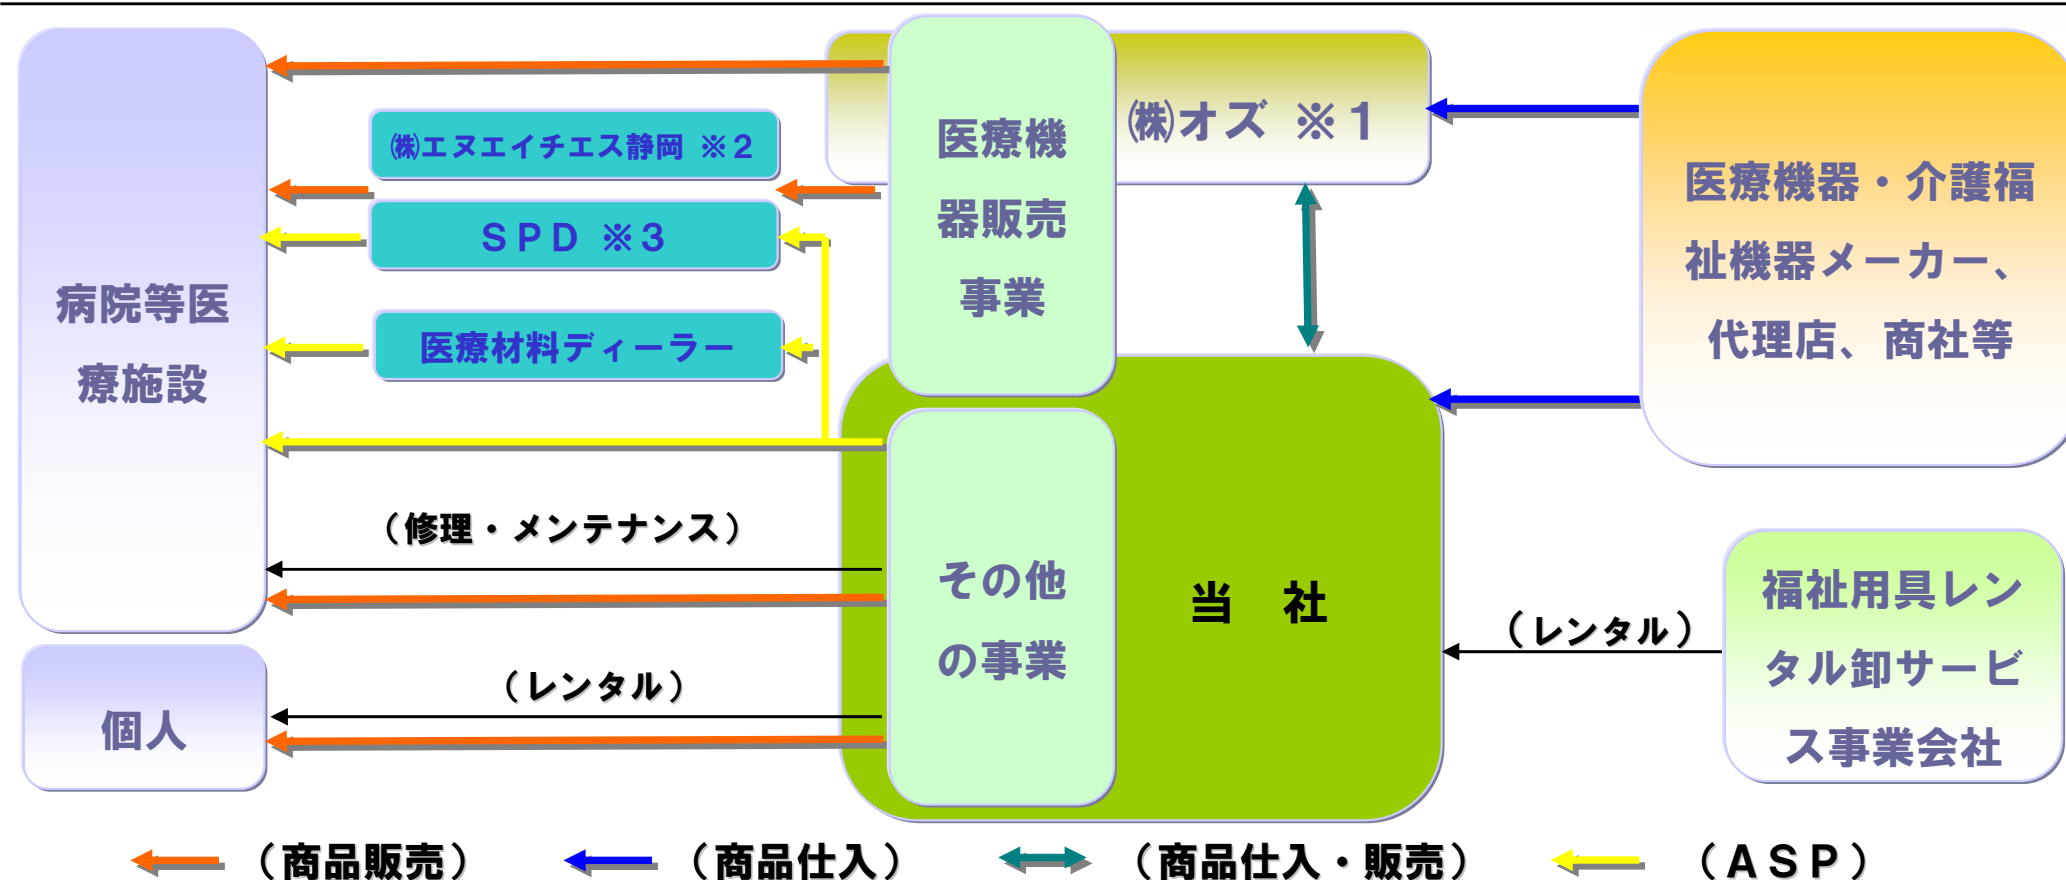 病院等医
療施設
個人
㈱エヌエイチエス静岡 ※２
ＳＰＤ ※３
医療材料ディーラー
（修理・メンテナンス）
（レンタル）
医療機
器販売
事業
㈱オズ ※１
その他
の事業
当 社
医療機器・介護福
祉機器メーカー、
代理店、商社等
（レンタル）
福祉用具レン
タル卸サービ
ス事業会社
（商品販売）
（商品仕入）
（商品仕入・販売）
（ＡＳＰ）